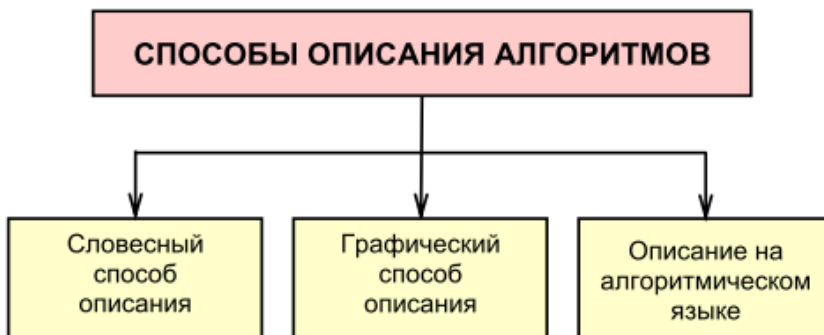 СПОСОБЫ ОПИСАНИЯ АЛГОРИТМОВ
Словесный
способ
описания
Графический
способ
описания
Описание на
алгоритмическом
языке